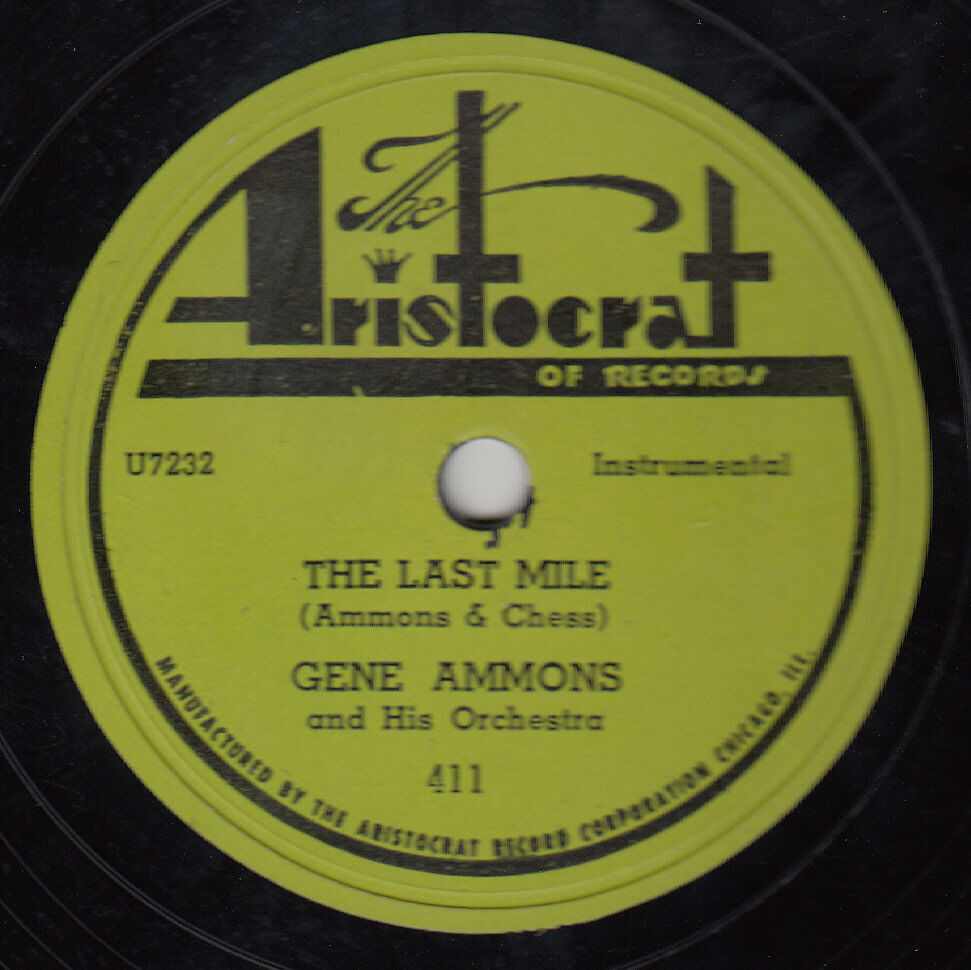 The
Aristocrat
OF RECORDS
U7232
Instrumental
THE LAST MILE
(Ammons & Chess)
GENE AMMONS
and His Orchestra
411
MANUFACTURED BY THE ARISTOCRAT RECORD CORPORATION CHICAGO, ILL.